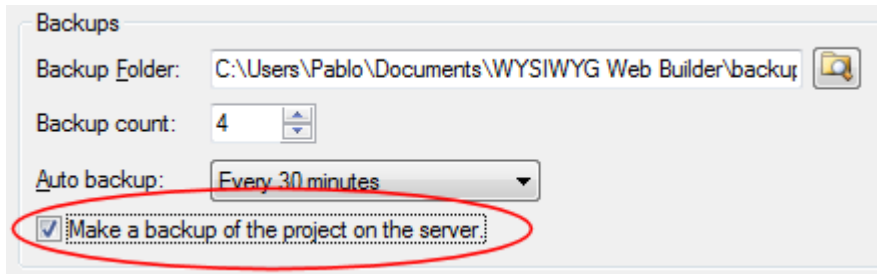 Backups
Backup Folder: C:\Users\Pablo\Documents\WYSIWYG Web Builder\backup
Backup count: 4
Auto backup: Every 30 minutes
Make a backup of the project on the server.